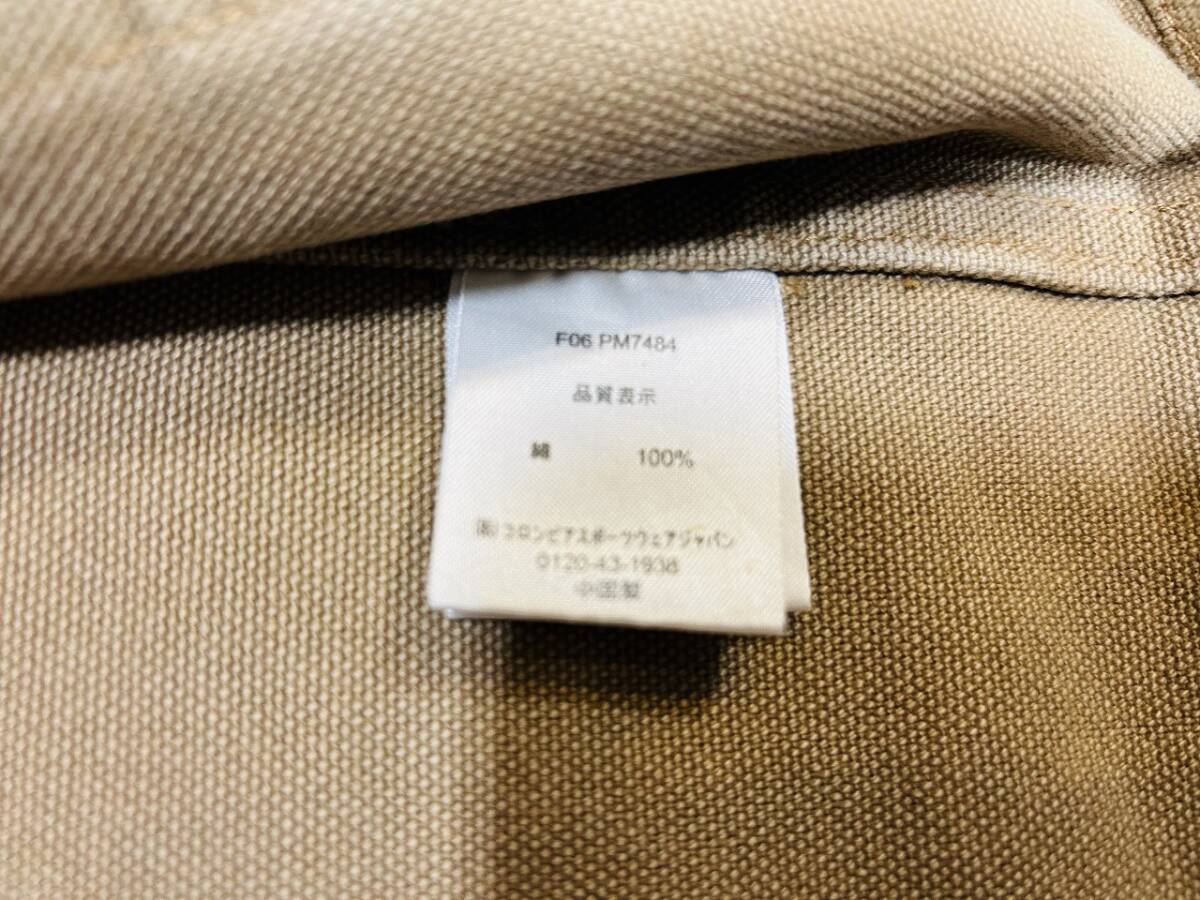 F06 PM7484
品質表示
綿 100%
(株)コロンビアスポーツウェアジャパン
0120-43-1938
中国製